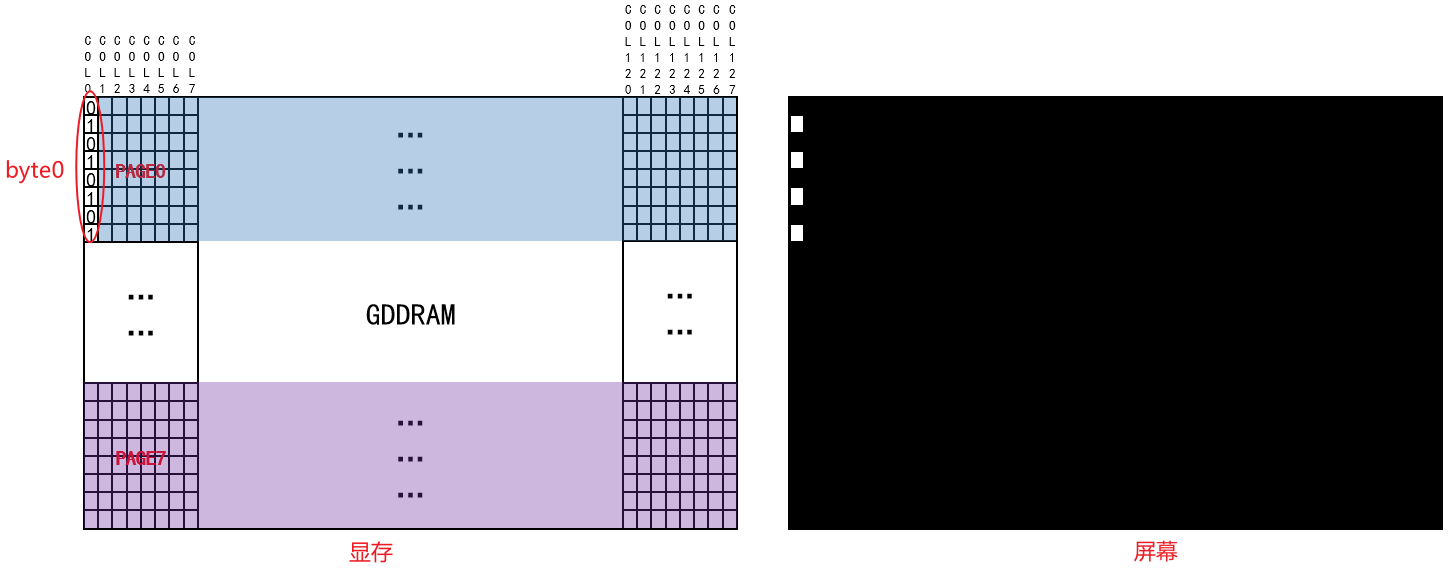 COL0 COL1 COL2 COL3 COL4 COL5 COL6 COL7 COL120 COL121 COL122 COL123 COL124 COL125 COL126 COL127
0
1
0
1
0
1
0
1
byte0
PAGE0
...
...
...
... ...
... GDDRAM ...
...
PAGE7
...
...
显存 屏幕